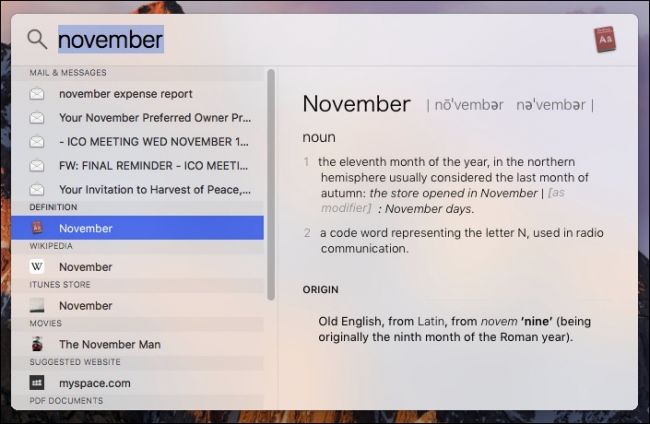 november
MAIL & MESSAGES
november expense report
Your November Preferred Owner Pr...
- ICO MEETING WED NOVEMBER 1...
FW: FINAL REMINDER - ICO MEETI...
Your Invitation to Harvest of Peace,...
DEFINITION
November
WIKIPEDIA
W
November
ITUNES STORE
November
MOVIES
The November Man
SUGGESTED WEBSITE
myspace.com
PDF DOCUMENTS
Aa
November | nōˈvembər nəˈvembər |
noun
1 the eleventh month of the year, in the northern
hemisphere usually considered the last month of
autumn: the store opened in November | [as
modifier] : November days.
2 a code word representing the letter N, used in radio
communication.
ORIGIN
Old English, from Latin, from novem ‘nine’ (being
originally the ninth month of the Roman year).